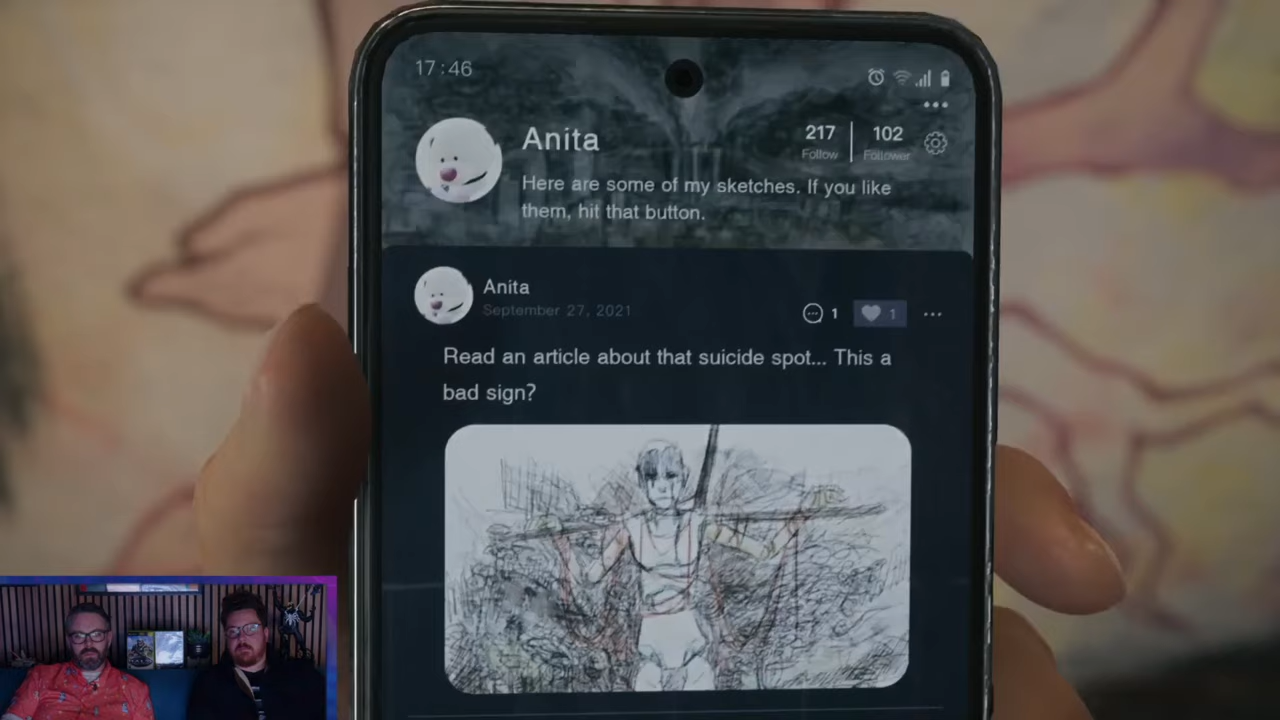 17:46
Anita
217
Follow
102
Follower
Here are some of my sketches. If you like
them, hit that button.
Anita
September 27, 2021
1
1
Read an article about that suicide spot... This a
bad sign?